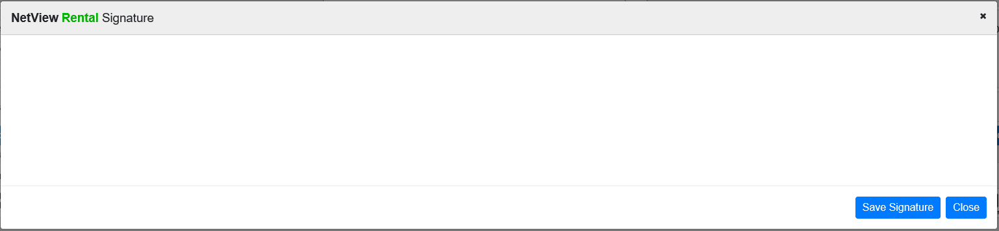 NetView Rental Signature
✖
Save Signature
Close